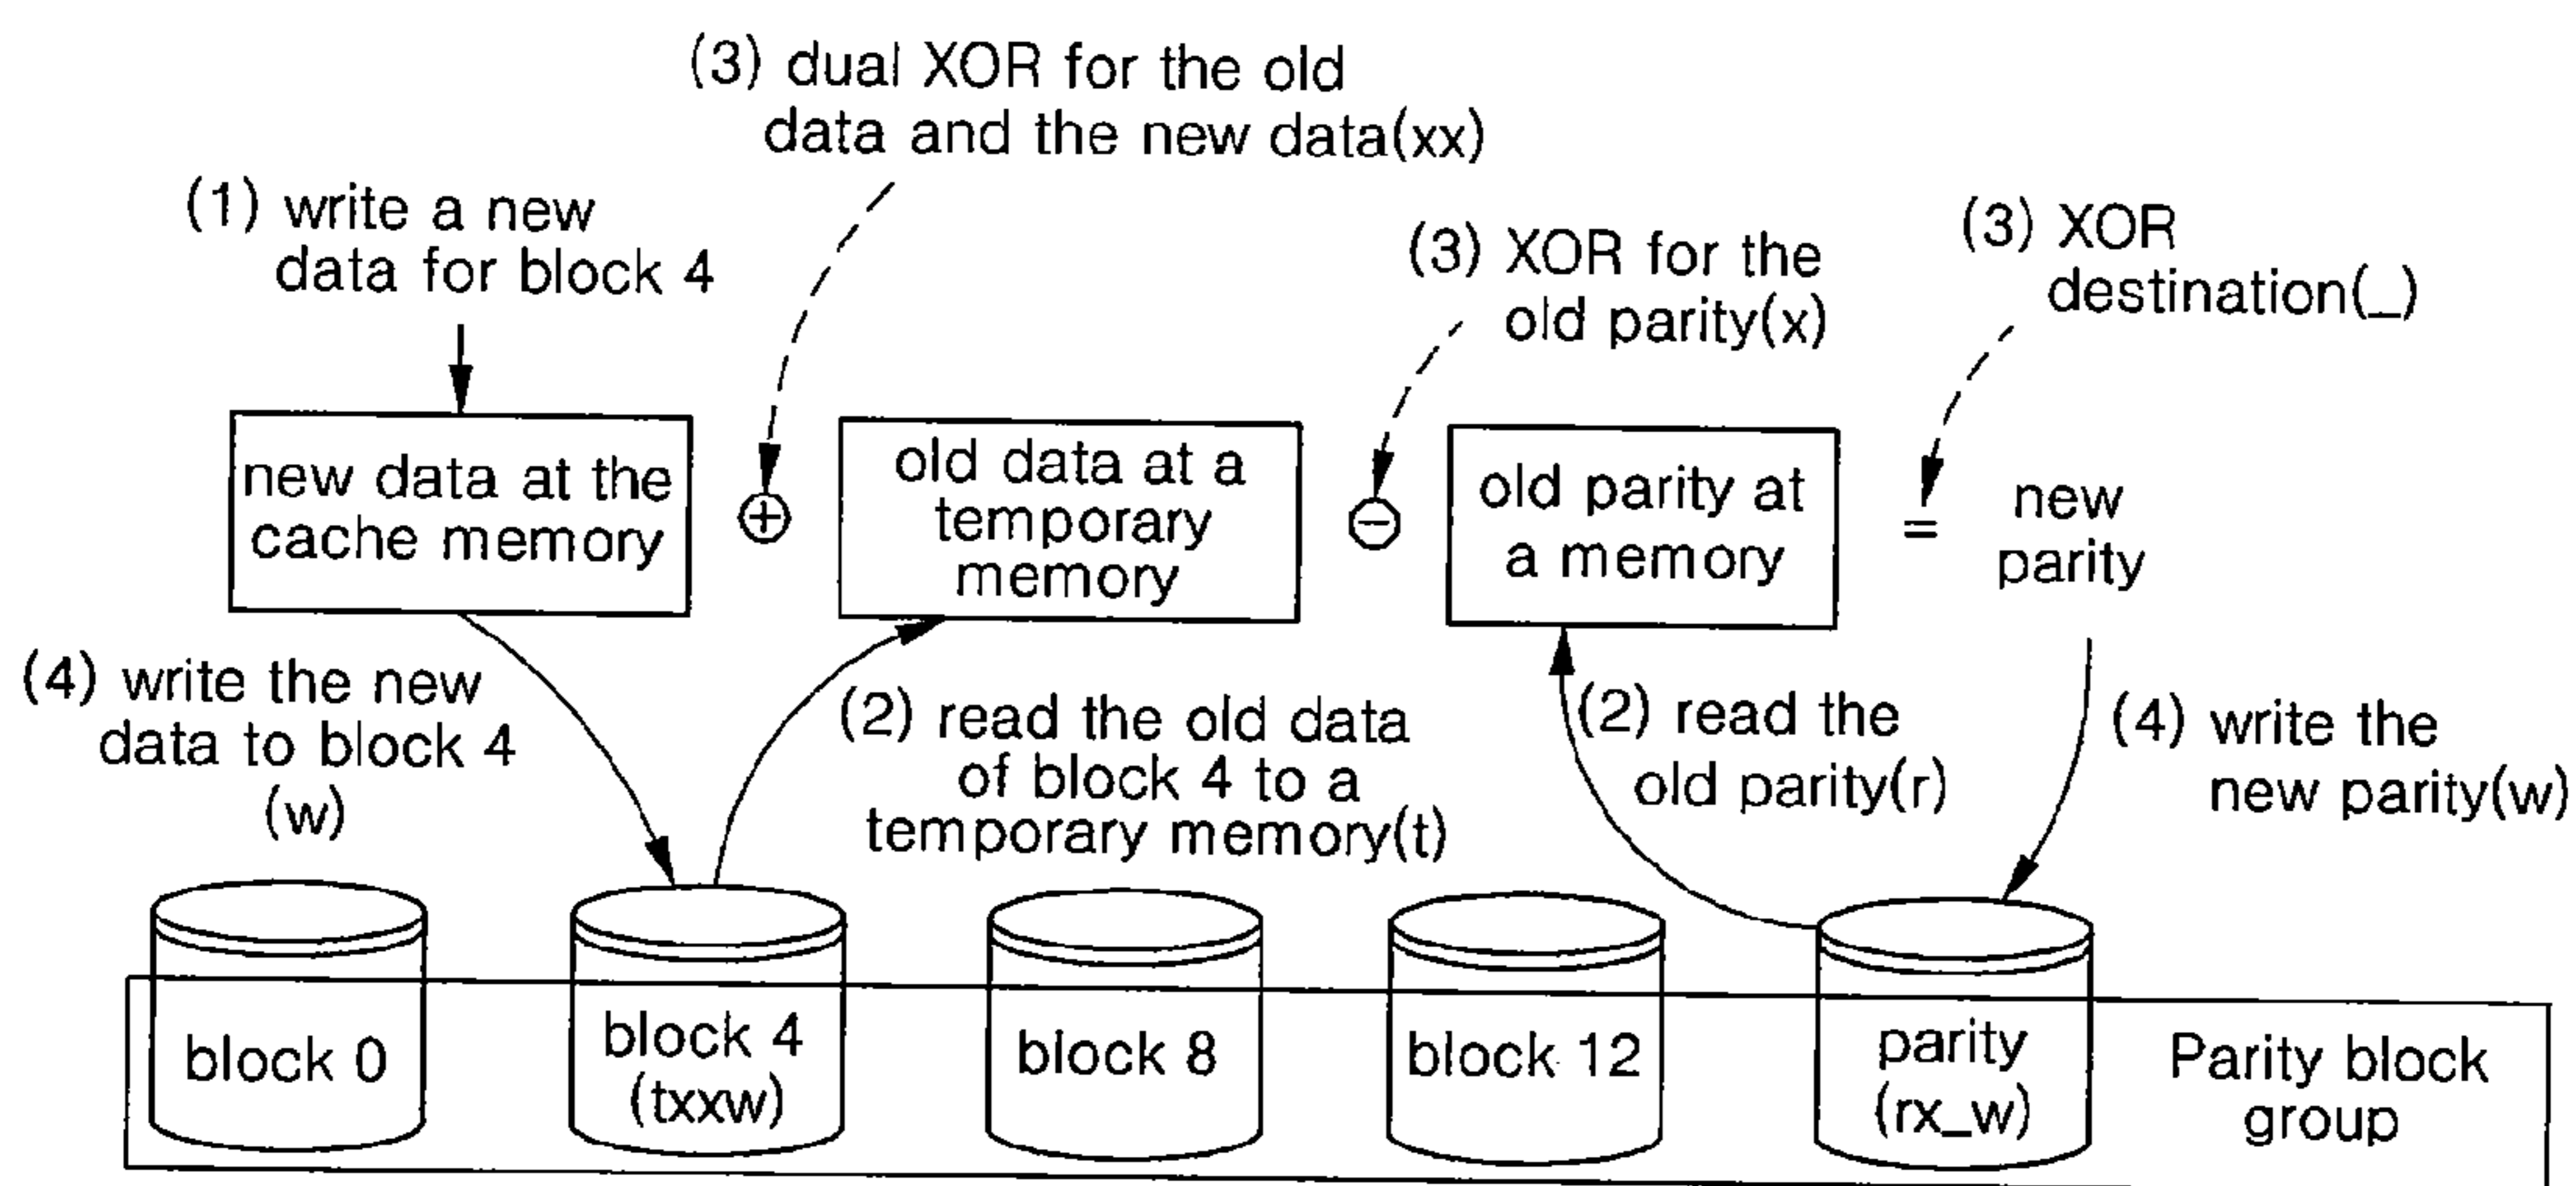 (3) dual XOR for the old
data and the new data(xx)
(1) write a new
data for block 4
(3) XOR for the
old parity(x)
(3) XOR
destination(_)
new data at the
cache memory
+
old data at a
temporary
memory
−
old parity at
a memory
=
new
parity
(4) write the new
data to block 4
(w)
(2) read the old data
of block 4 to a
temporary memory(t)
(2) read the
old parity(r)
(4) write the
new parity(w)
block 0
block 4
(txxw)
block 8
block 12
parity
(rx_w)
Parity block
group